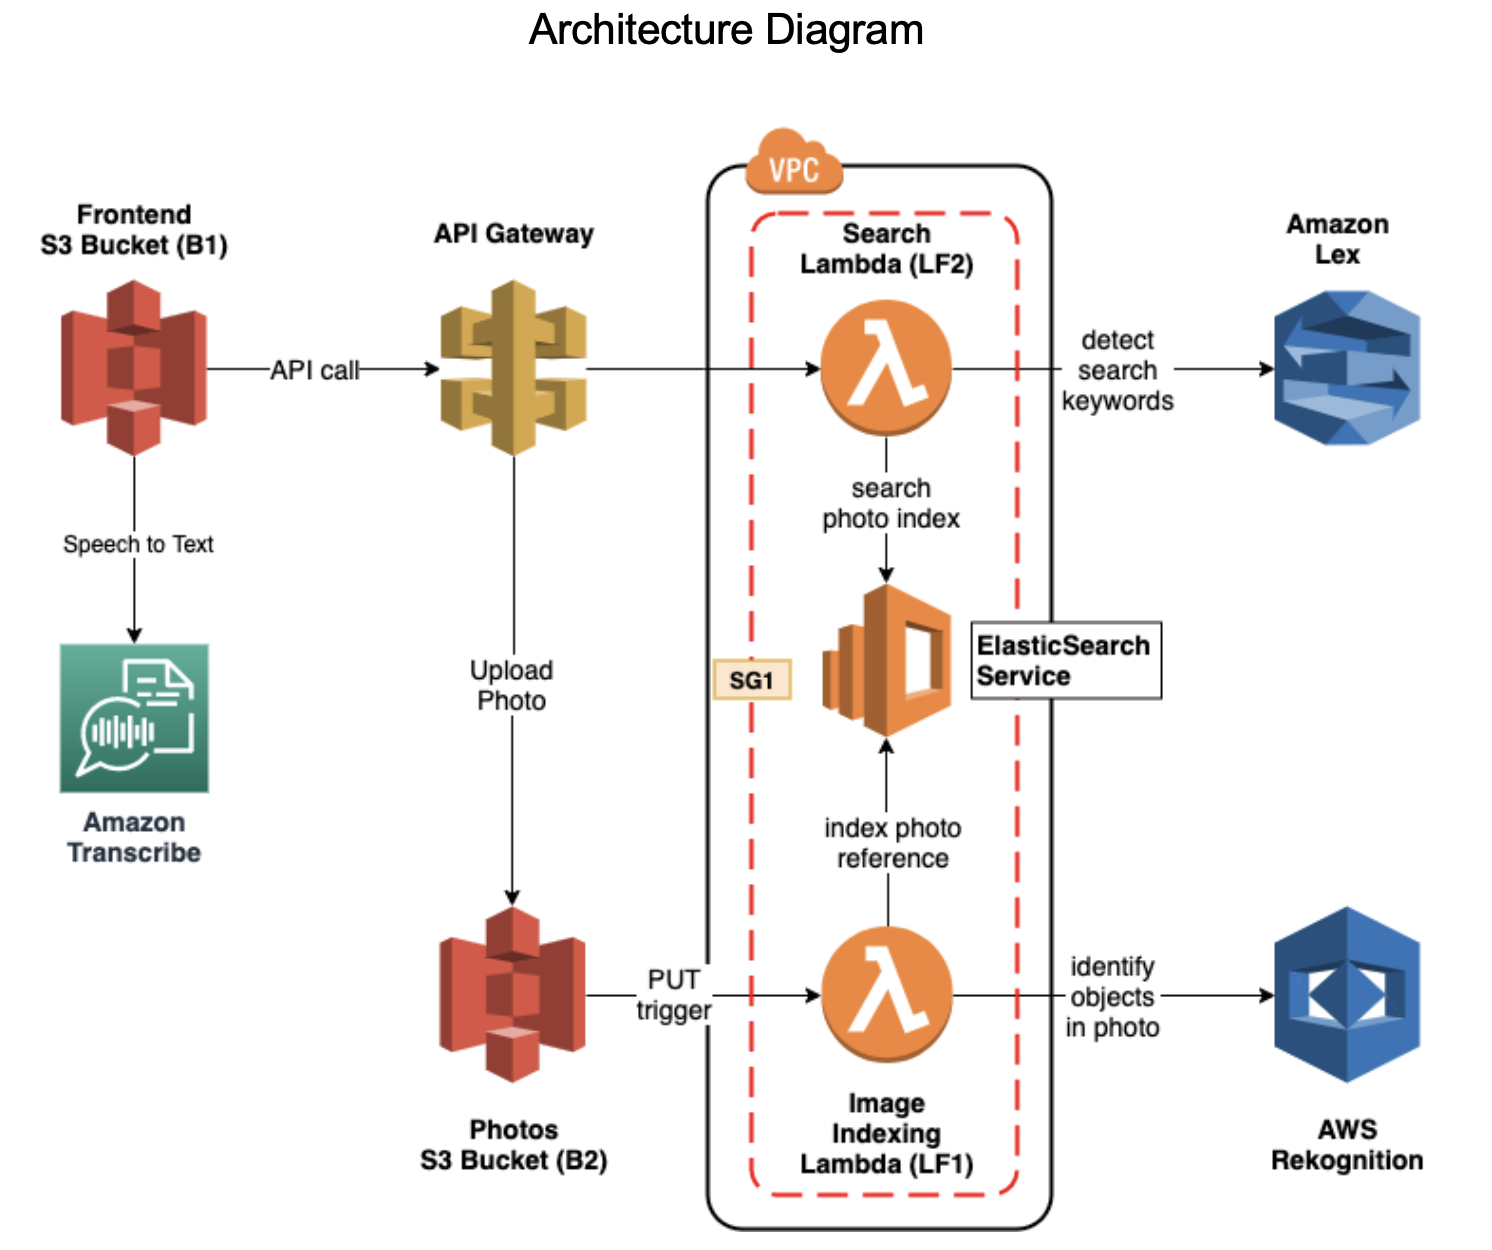 Architecture Diagram
VPC
Frontend
S3 Bucket (B1)
API Gateway
Search
Lambda (LF2)
Amazon
Lex
API call
detect
search
keywords
search
photo index
Speech to Text
Upload
Photo
SG1
ElasticSearch
Service
Amazon
Transcribe
index photo
reference
PUT
trigger
identify
objects
in photo
Photos
S3 Bucket (B2)
Image
Indexing
Lambda (LF1)
AWS
Rekognition